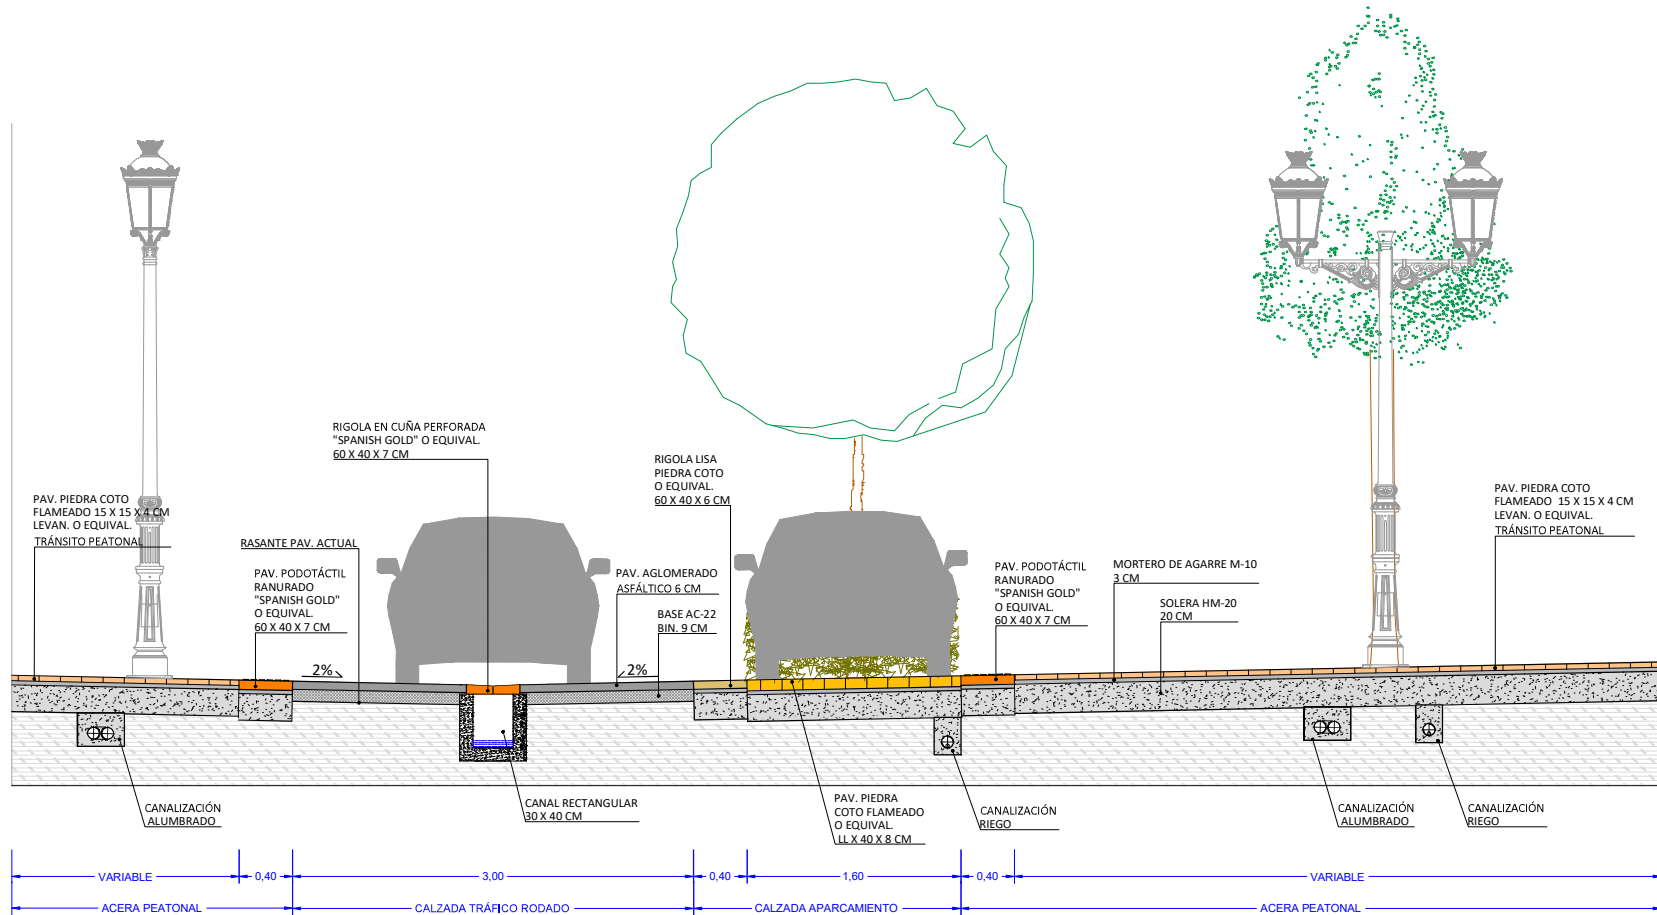 RIGOLA EN CUÑA PERFORADA
"SPANISH GOLD" O EQUIVAL.
60 X 40 X 7 CM
RIGOLA LISA
PIEDRA COTO
O EQUIVAL.
60 X 40 X 6 CM
PAV. PIEDRA COTO
FLAMEADO 15 X 15 X 4 CM
LEVAN. O EQUIVAL.
TRÁNSITO PEATONAL
RASANTE PAV. ACTUAL
PAV. PODOTÁCTIL
RANURADO
"SPANISH GOLD"
O EQUIVAL.
60 X 40 X 7 CM
PAV. AGLOMERADO
ASFÁLTICO 6 CM
BASE AC-22
BIN. 9 CM
PAV. PODOTÁCTIL
RANURADO
"SPANISH GOLD"
O EQUIVAL.
60 X 40 X 7 CM
MORTERO DE AGARRE M-10
3 CM
SOLERA HM-20
20 CM
PAV. PIEDRA COTO
FLAMEADO 15 X 15 X 4 CM
LEVAN. O EQUIVAL.
TRÁNSITO PEATONAL
2%
2%
CANALIZACIÓN
ALUMBRADO
CANAL RECTANGULAR
30 X 40 CM
PAV. PIEDRA
COTO FLAMEADO
O EQUIVAL.
LL X 40 X 8 CM
CANALIZACIÓN
RIEGO
CANALIZACIÓN
ALUMBRADO
CANALIZACIÓN
RIEGO
VARIABLE
0,40
3,00
0,40
1,60
0,40
VARIABLE
ACERA PEATONAL
CALZADA TRÁFICO RODADO
CALZADA APARCAMIENTO
ACERA PEATONAL